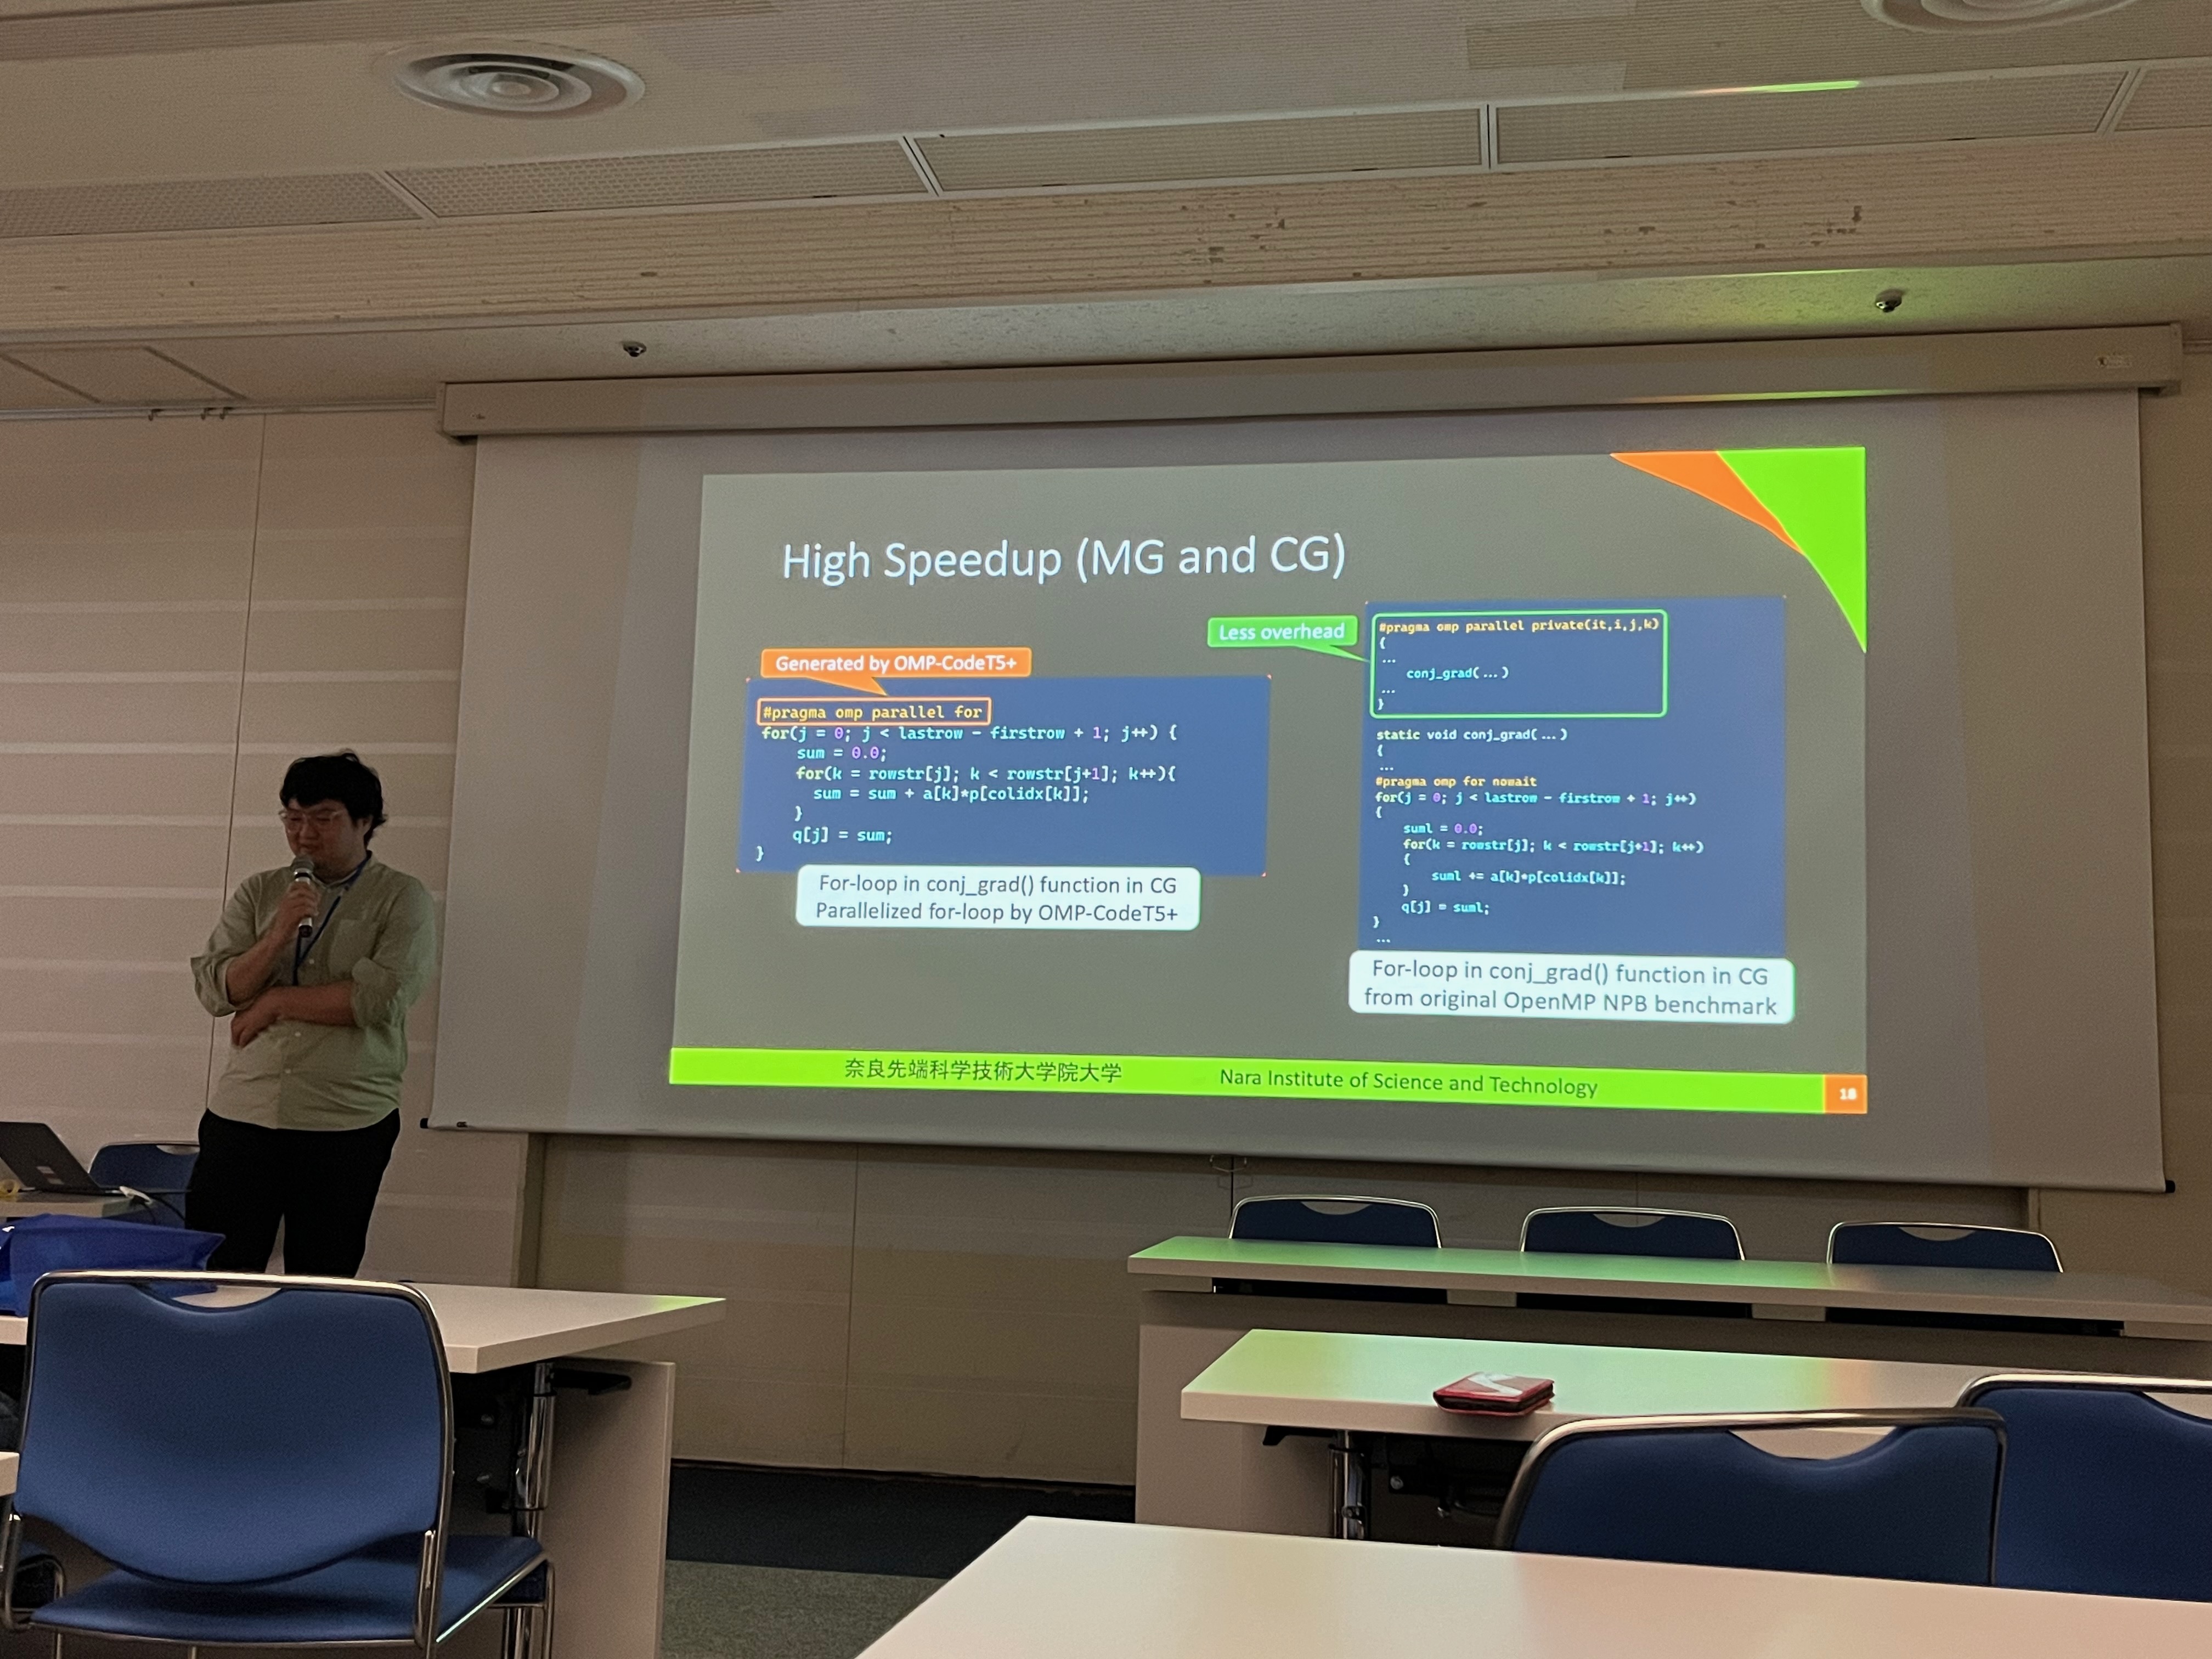 High Speedup (MG and CG)
Generated by OMP-CodeT5+
#pragma omp parallel for
for(j = 0; j < lastrow - firstrow + 1; j++) {
sum = 0.0;
for(k = rowstr[j]; k < rowstr[j+1]; k++){
sum = sum + a[k]*p[colidx[k]];
}
q[j] = sum;
}
For-loop in conj_grad() function in CG
Parallelized for-loop by OMP-CodeT5+
Less overhead
#pragma omp parallel private(it,i,j,k)
{
...
conj_grad( ... )
...
}
static void conj_grad( ... )
{
...
#pragma omp for nowait
for(j = 0; j < lastrow - firstrow + 1; j++)
{
suml = 0.0;
for(k = rowstr[j]; k < rowstr[j+1]; k++)
{
suml += a[k]*p[colidx[k]];
}
q[j] = suml;
}
...
For-loop in conj_grad() function in CG
from original OpenMP NPB benchmark
奈良先端科学技術大学院大学
Nara Institute of Science and Technology
18